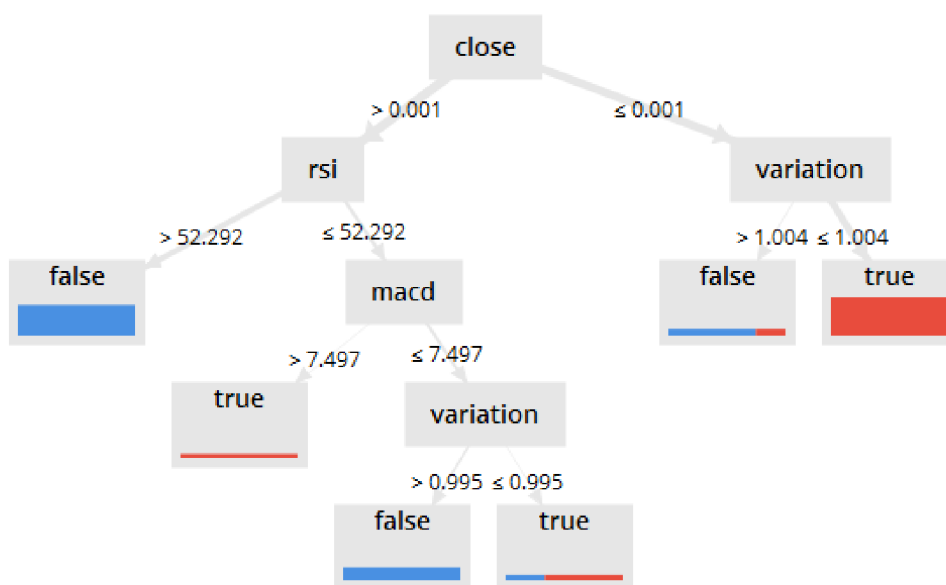 close
> 0.001
≤ 0.001
rsi
variation
> 52.292
≤ 52.292
> 1.004
≤ 1.004
false
macd
false
true
> 7.497
≤ 7.497
true
variation
> 0.995
≤ 0.995
false
true